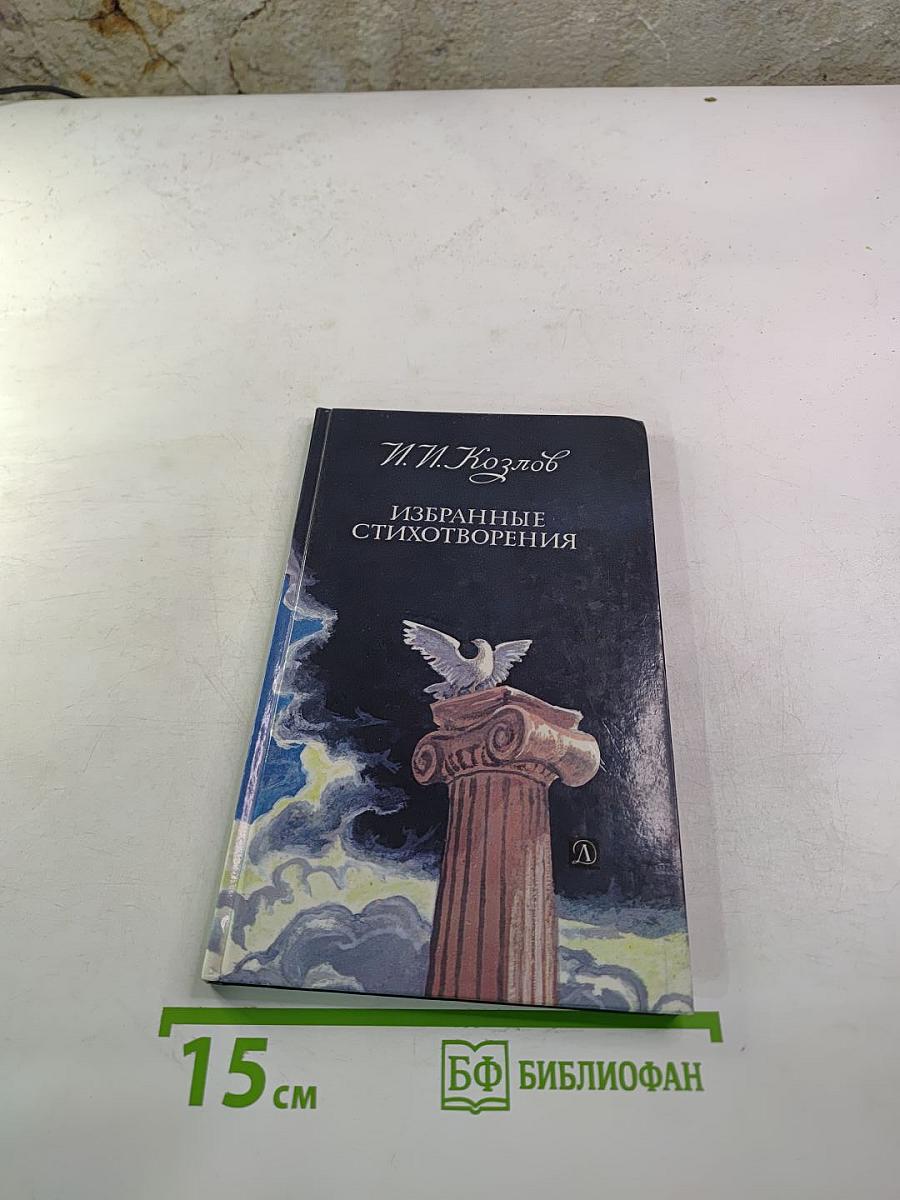 И.И.Козлов
ИЗБРАННЫЕ
СТИХОТВОРЕНИЯ
Д
15 см
БФ БИБЛИОФАН